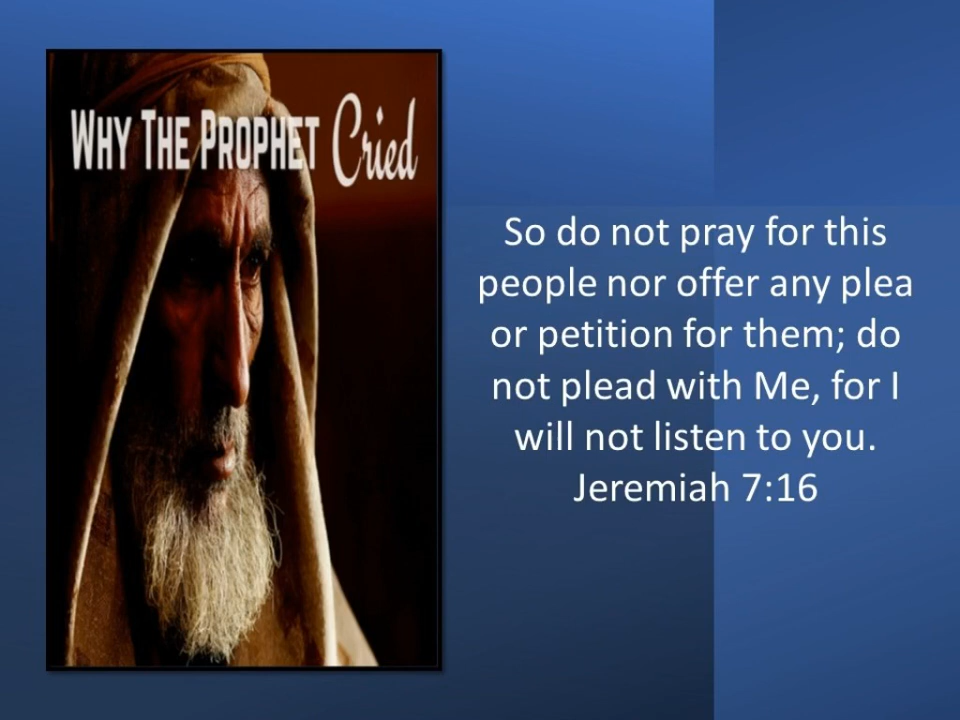 WHY THE PROPHET Cried
So do not pray for this
people nor offer any plea
or petition for them; do
not plead with Me, for I
will not listen to you.
Jeremiah 7:16